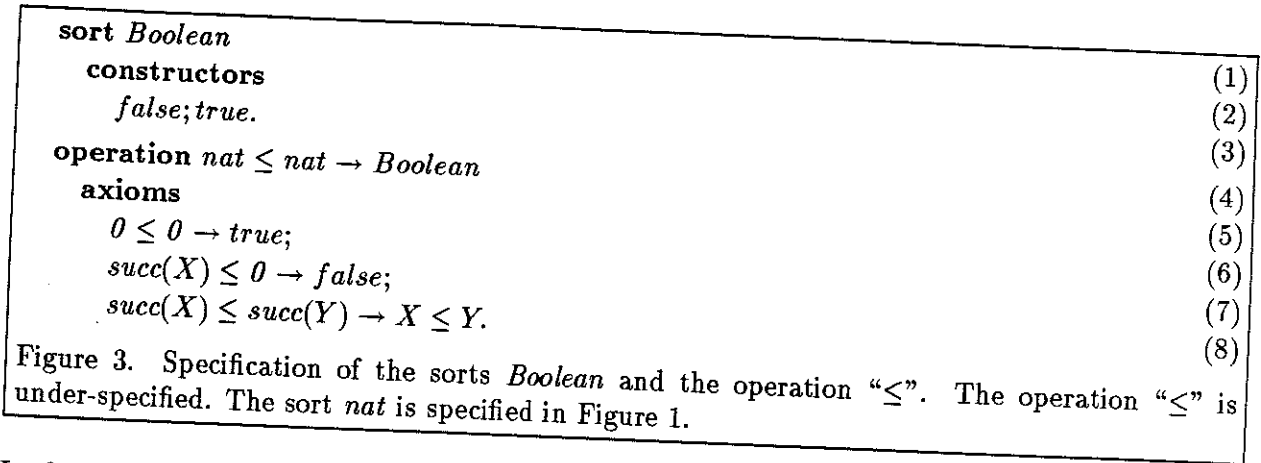 sort Boolean (1)
constructors (2)
false; true. (3)
operation nat ≤ nat → Boolean (4)
axioms (5)
0 ≤ 0 → true; (6)
succ(X) ≤ 0 → false; (7)
succ(X) ≤ succ(Y) → X ≤ Y. (8)
Figure 3. Specification of the sorts Boolean and the operation “≤”. The operation “≤” is
under-specified. The sort nat is specified in Figure 1.